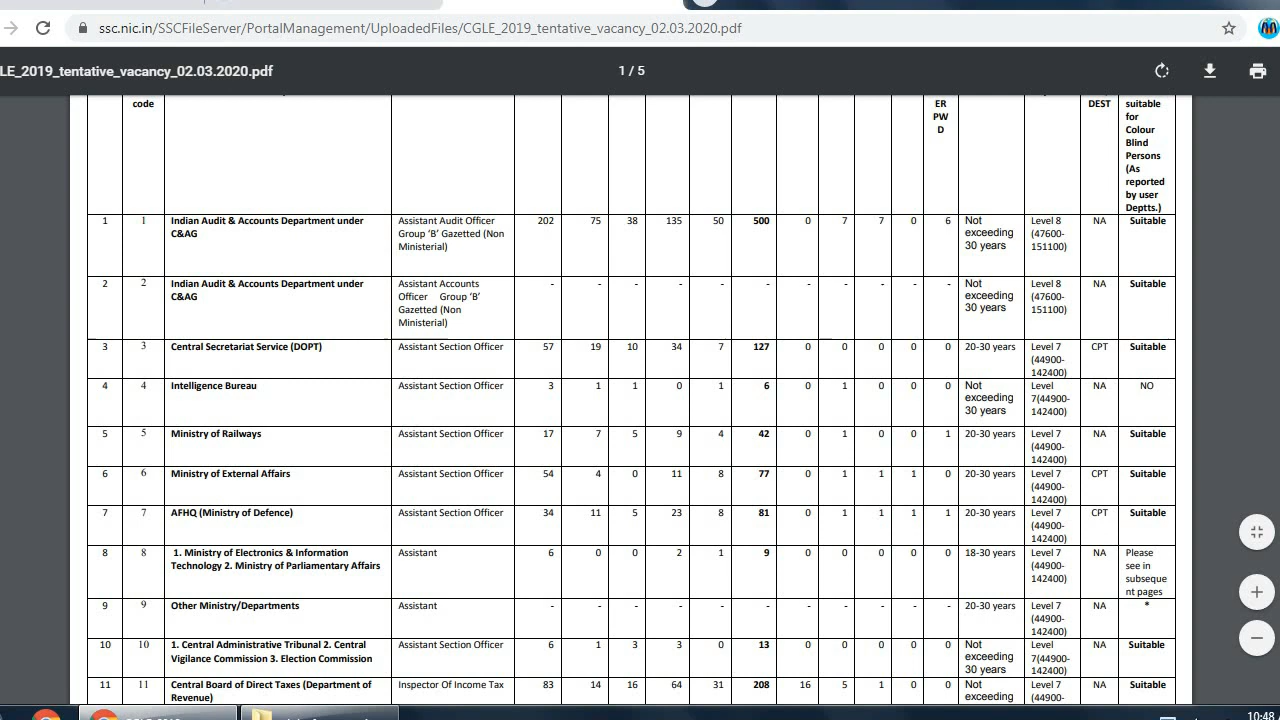 ssc.nic.in/SSCFileServer/PortalManagement/UploadedFiles/CGLE_2019_tentative_vacancy_02.03.2020.pdf
LE_2019_tentative_vacancy_02.03.2020.pdf 1 / 5
code ER PW D DEST suitable for Colour Blind Persons (As reported by user Deptts.)
1 1 Indian Audit & Accounts Department under C&AG Assistant Audit Officer Group 'B' Gazetted (Non Ministerial) 202 75 38 135 50 500 0 7 7 0 6 Not exceeding 30 years Level 8 (47600-151100) NA Suitable
2 2 Indian Audit & Accounts Department under C&AG Assistant Accounts Officer Group 'B' Gazetted (Non Ministerial) - - - - - - - - - - - Not exceeding 30 years Level 8 (47600-151100) NA Suitable
3 3 Central Secretariat Service (DOPT) Assistant Section Officer 57 19 10 34 7 127 0 0 0 0 0 20-30 years Level 7 (44900-142400) CPT Suitable
4 4 Intelligence Bureau Assistant Section Officer 3 1 1 0 1 6 0 1 0 0 0 Not exceeding 30 years Level 7(44900-142400) NA NO
5 5 Ministry of Railways Assistant Section Officer 17 7 5 9 4 42 0 1 0 0 1 20-30 years Level 7 (44900-142400) NA Suitable
6 6 Ministry of External Affairs Assistant Section Officer 54 4 0 11 8 77 0 1 1 1 0 20-30 years Level 7 (44900-142400) CPT Suitable
7 7 AFHQ (Ministry of Defence) Assistant Section Officer 34 11 5 23 8 81 0 1 1 1 1 20-30 years Level 7 (44900-142400) CPT Suitable
8 8 1. Ministry of Electronics & Information Technology 2. Ministry of Parliamentary Affairs Assistant 6 0 0 2 1 9 0 0 0 0 0 18-30 years Level 7 (44900-142400) NA Please see in subseque nt pages
9 9 Other Ministry/Departments Assistant - - - - - - - - - - - 20-30 years Level 7 (44900-142400) NA *
10 10 1. Central Administrative Tribunal 2. Central Vigilance Commission 3. Election Commission Assistant Section Officer 6 1 3 3 0 13 0 0 0 0 0 Not exceeding 30 years Level 7(44900-142400) NA Suitable
11 11 Central Board of Direct Taxes (Department of Revenue) Inspector Of Income Tax 83 14 16 64 31 208 16 5 1 0 0 Not exceeding Level 7 (44900- NA Suitable
10:48